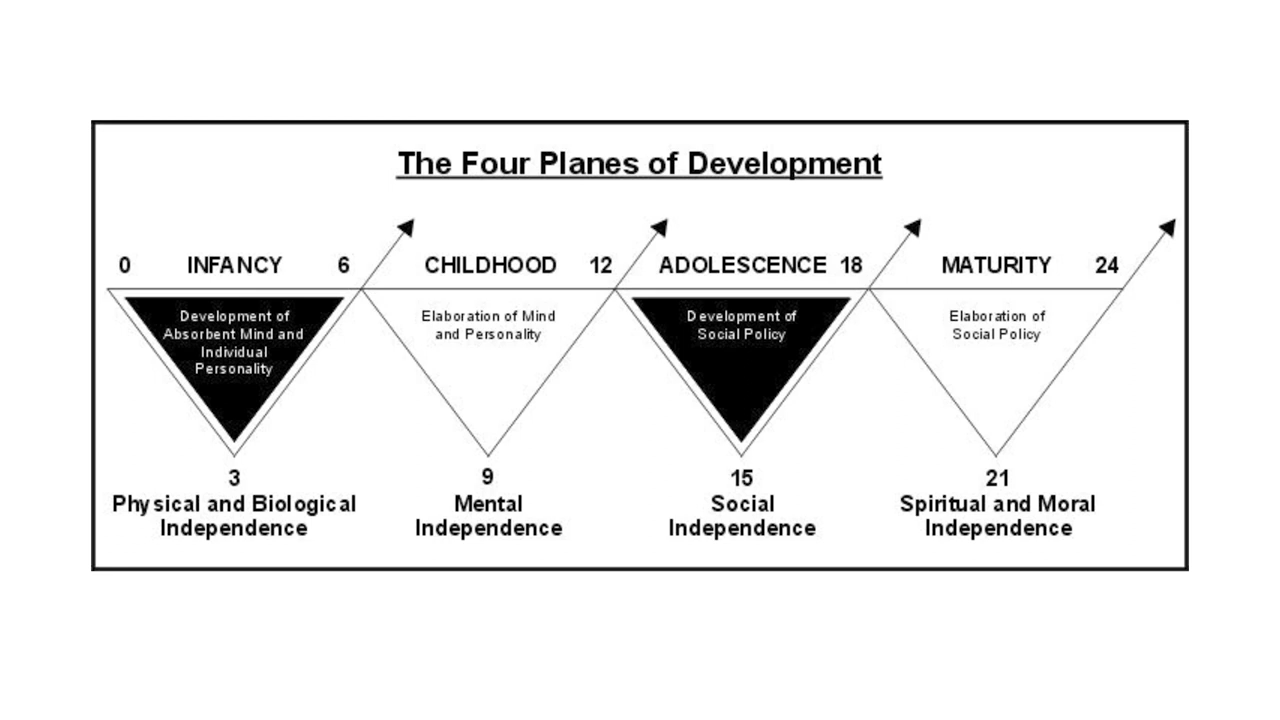 The Four Planes of Development
0 INFANCY 6 CHILDHOOD 12 ADOLESCENCE 18 MATURITY 24
Development of
Absorbent Mind and
Individual
Personality
Elaboration of Mind
and Personality
Development of
Social Policy
Elaboration of
Social Policy
3
Physical and Biological
Independence
9
Mental
Independence
15
Social
Independence
21
Spiritual and Moral
Independence